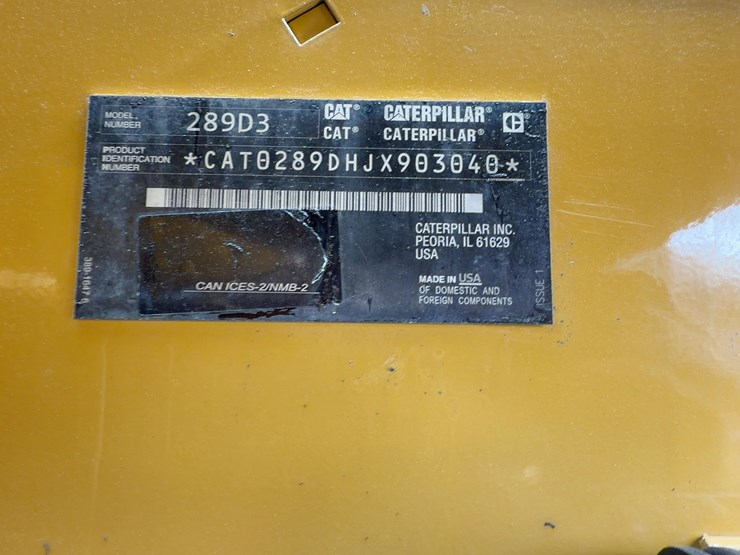 MODEL NUMBER 289D3 CAT® CATERPILLAR®
CAT® CATERPILLAR® C
PRODUCT
IDENTIFICATION
NUMBER
*CAT0289DHJX903040*
CATERPILLAR INC.
PEORIA, IL 61629
USA
CAN ICES-2/NMB-2
MADE IN USA
OF DOMESTIC AND
FOREIGN COMPONENTS
ISSUE 1